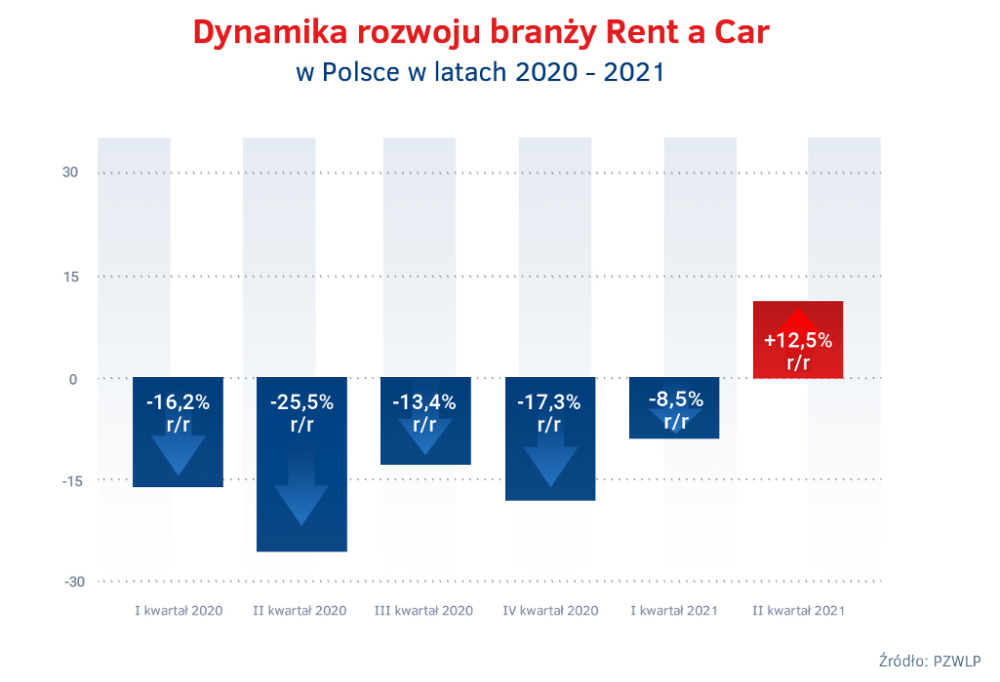 Dynamika rozwoju branży Rent a Car
w Polsce w latach 2020 - 2021
30
15
0
-15
-30
-16,2%
r/r
-25,5%
r/r
-13,4%
r/r
-17,3%
r/r
-8,5%
r/r
+12,5%
r/r
I kwartał 2020
II kwartał 2020
III kwartał 2020
IV kwartał 2020
I kwartał 2021
II kwartał 2021
Źródło: PZWLP